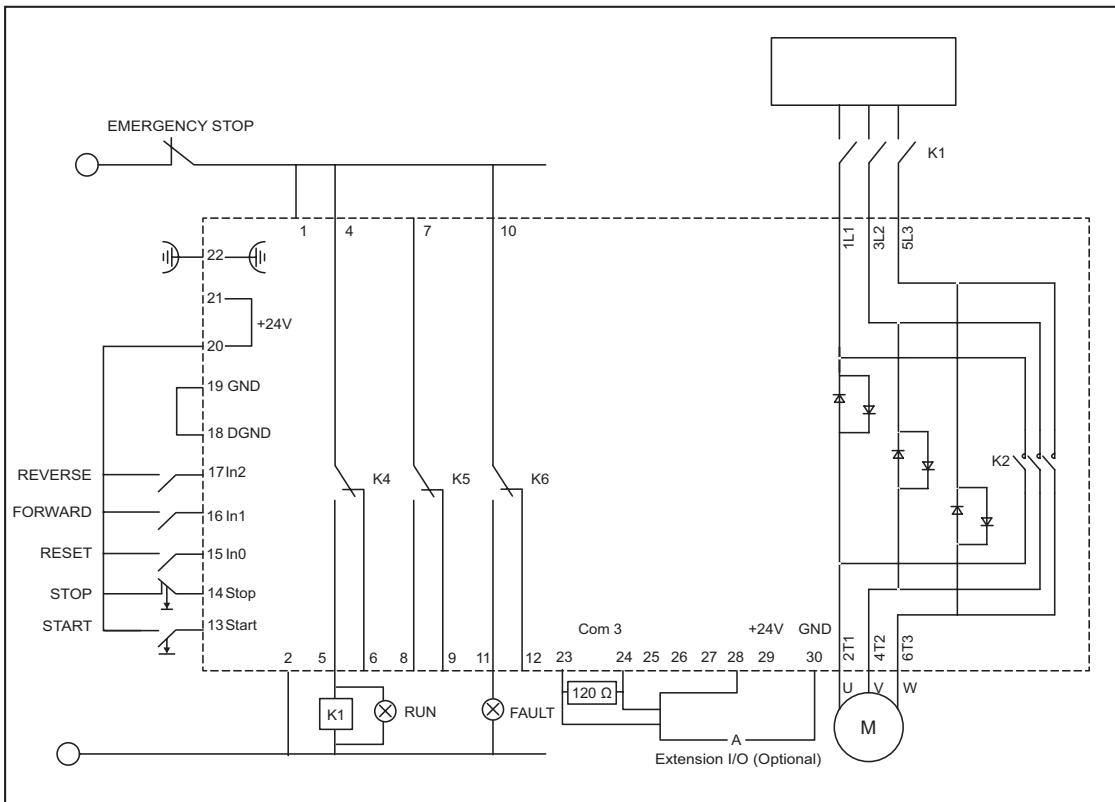 EMERGENCY STOP
K1
1 4 7 10
1L1
3L2
5L3
22
21
+24V
20
19 GND
18 DGND
REVERSE 17 In2
FORWARD 16 In1
RESET 15 In0
STOP 14 Stop
START 13 Start
K4 K5 K6
K2
Com 3 +24V GND
2 5 6 8 9 11 12 23 24 25 26 27 28 29 30
2T1
4T2
6T3
U V W
120 Ω
K1 RUN FAULT
M
A
Extension I/O (Optional)